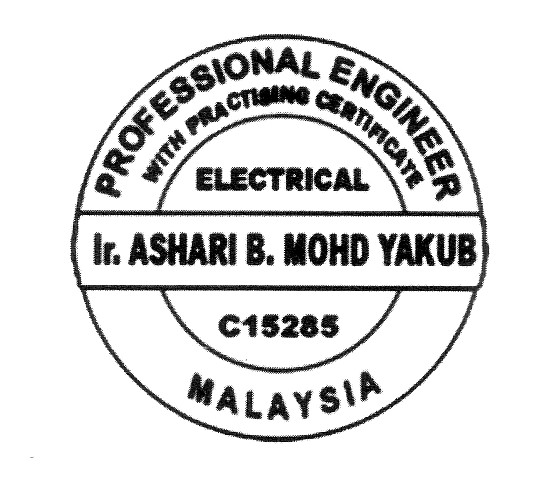 PROFESSIONAL ENGINEER
WITH PRACTISING CERTIFICATE
ELECTRICAL
Ir. ASHARI B. MOHD YAKUB
C15285
MALAYSIA